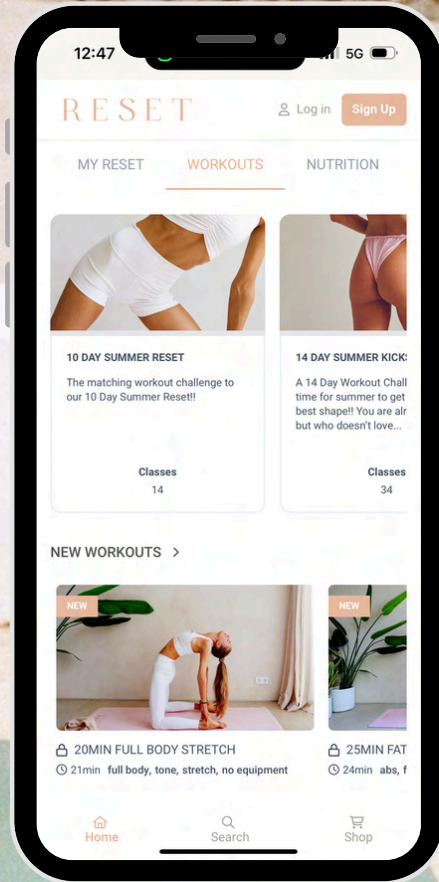 12:47
5G
RESET
Log in
Sign Up
MY RESET
WORKOUTS
NUTRITION
10 DAY SUMMER RESET
The matching workout challenge to
our 10 Day Summer Reset!!
Classes
14
14 DAY SUMMER
A 14 Day Workout
time for summer to get
best shape!! You are
but who doesn't love...
Classes
34
NEW WORKOUTS >
NEW
20MIN FULL BODY STRETCH
21min full body, tone, stretch, no equipment
NEW
25MIN FAT
24min abs,
Home
Search
Shop